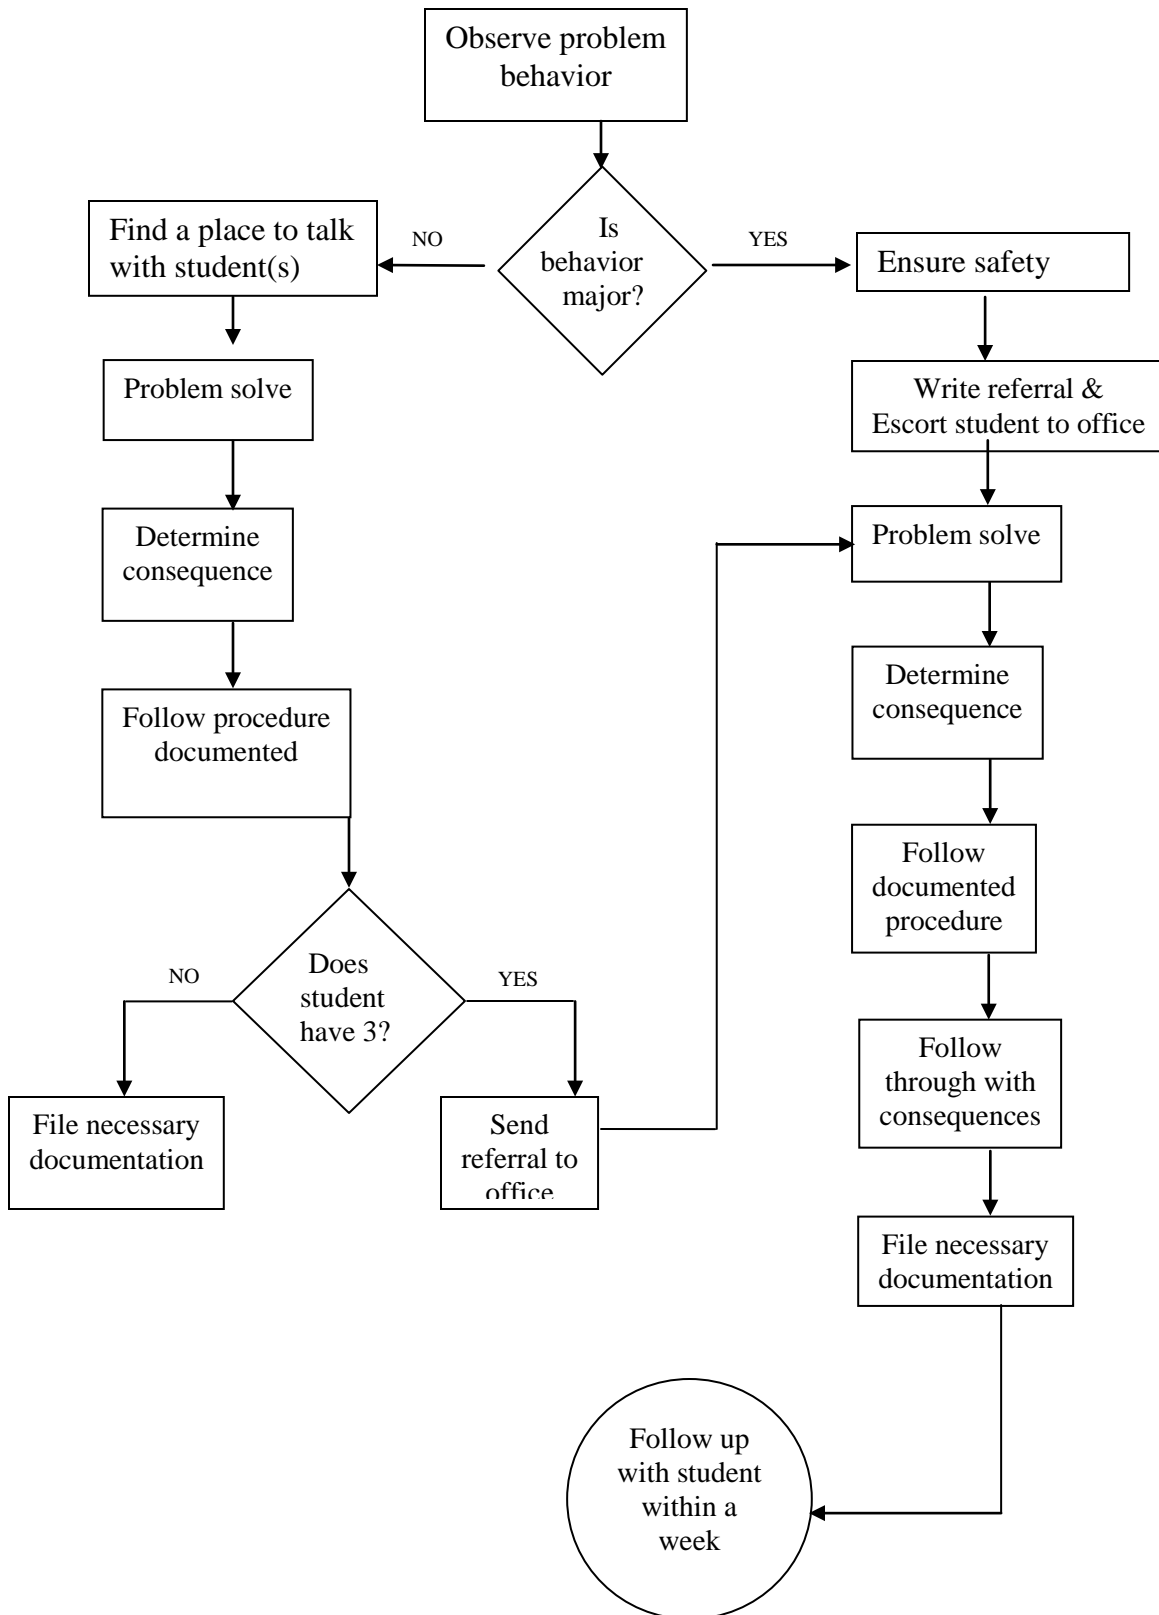 Observe problem
behavior
Is
behavior
major?
NO
YES
Find a place to talk
with student(s)
Problem solve
Determine
consequence
Follow procedure
documented
Does
student
have 3?
NO
YES
File necessary
documentation
Send
referral to
office
Ensure safety
Write referral &
Escort student to office
Problem solve
Determine
consequence
Follow
documented
procedure
Follow
through with
consequences
File necessary
documentation
Follow up
with student
within a
week